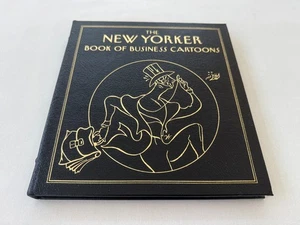 THE
NEW YORKER
BOOK OF BUSINESS CARTOONS